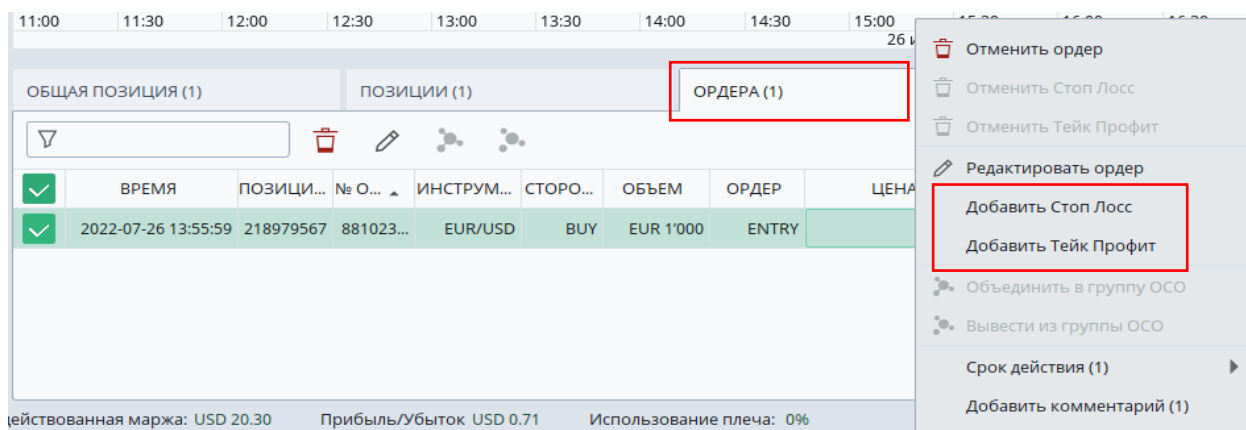 11:00 11:30 12:00 12:30 13:00 13:30 14:00 14:30 15:00
26
ОБЩАЯ ПОЗИЦИЯ (1) ПОЗИЦИИ (1) ОРДЕРА (1)
ВРЕМЯ ПОЗИЦИ... № О... ИНСТРУМ... СТОРО... ОБЪЕМ ОРДЕР ЦЕНА
2022-07-26 13:55:59 218979567 881023... EUR/USD BUY EUR 1'000 ENTRY
действованная маржа: USD 20.30 Прибыль/Убыток USD 0.71 Использование плеча: 0%
Отменить ордер
Отменить Стоп Лосс
Отменить Тейк Профит
Редактировать ордер
Добавить Стоп Лосс
Добавить Тейк Профит
Объединить в группу ОСО
Вывести из группы ОСО
Срок действия (1)
Добавить комментарий (1)